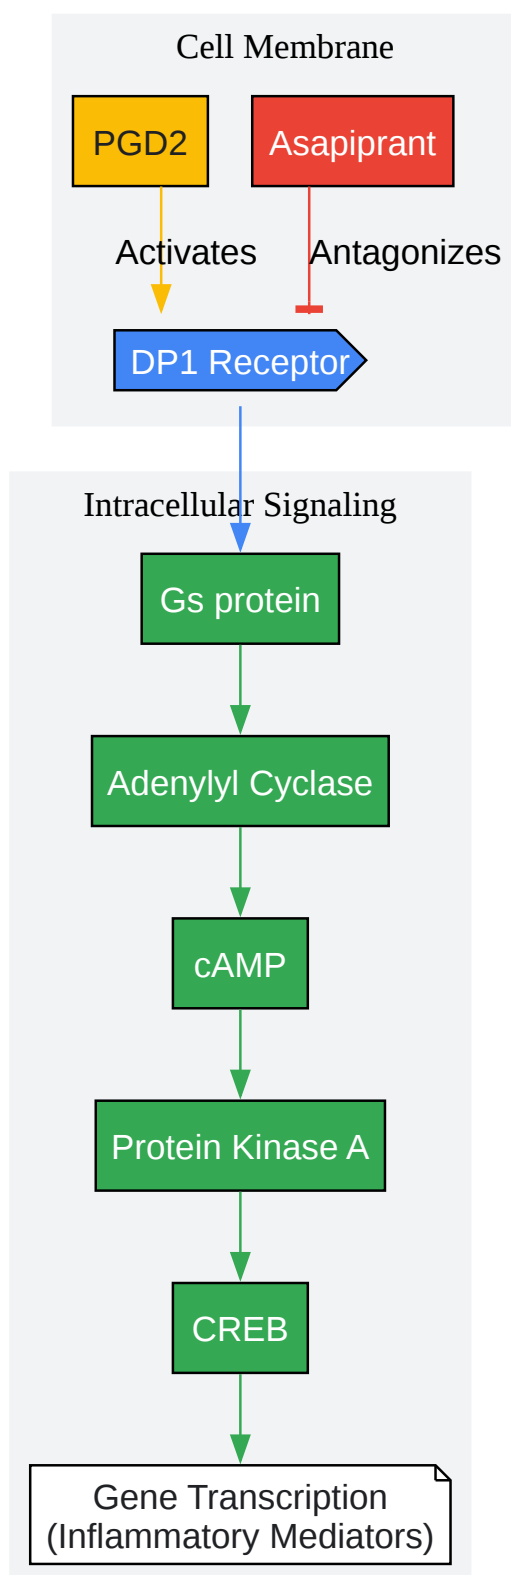 Cell Membrane
PGD2
Asapiprant
Activates
Antagonizes
DP1 Receptor
Intracellular Signaling
Gs protein
Adenylyl Cyclase
cAMP
Protein Kinase A
CREB
Gene Transcription
(Inflammatory Mediators)